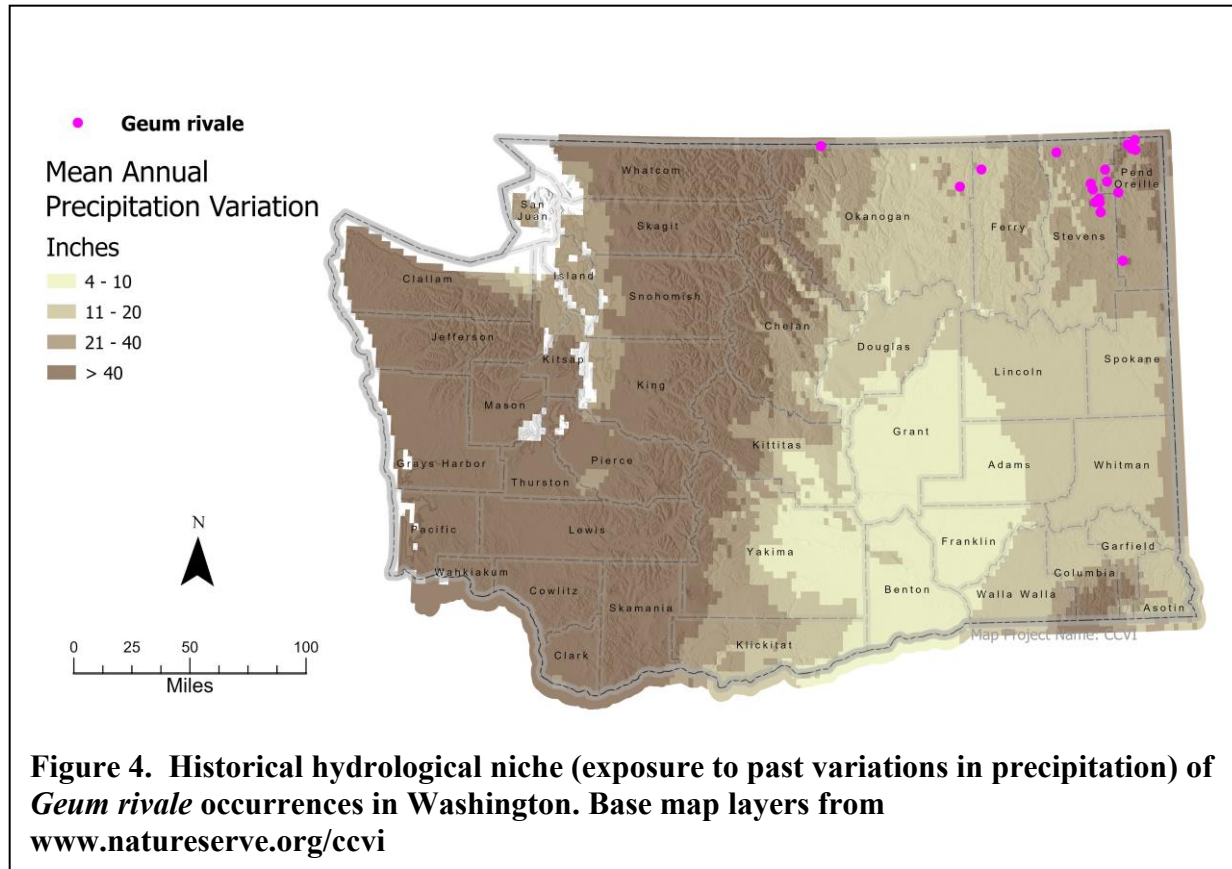 Geum rivale
Mean Annual
Precipitation Variation
Inches
4 - 10
11 - 20
21 - 40
> 40
N
0 25 50 100
Miles
Whatcom
San
Juan
Skagit
Okanogan
Ferry
Stevens
Pend
Oreille
Clallam
Island
Snohomish
Chelan
Jefferson
Kitsap
King
Douglas
Lincoln
Spokane
Mason
Grant
Kittitas
Grays Harbor
Thurston
Pierce
Adams
Whitman
Pacific
Lewis
Yakima
Franklin
Garfield
Wahkiakum
Cowlitz
Skamania
Benton
Walla Walla
Columbia
Asotin
Clark
Klickitat
Map Project Name: CCVI
Figure 4. Historical hydrological niche (exposure to past variations in precipitation) of
Geum rivale occurrences in Washington. Base map layers from
www.natureserve.org/ccvi